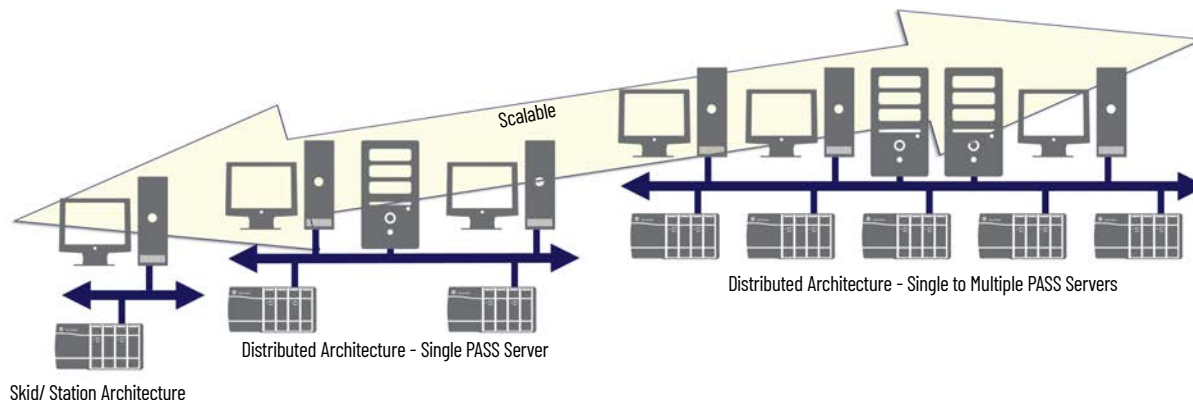 Scalable
Distributed Architecture - Single to Multiple PASS Servers
Distributed Architecture - Single PASS Server
Skid/ Station Architecture